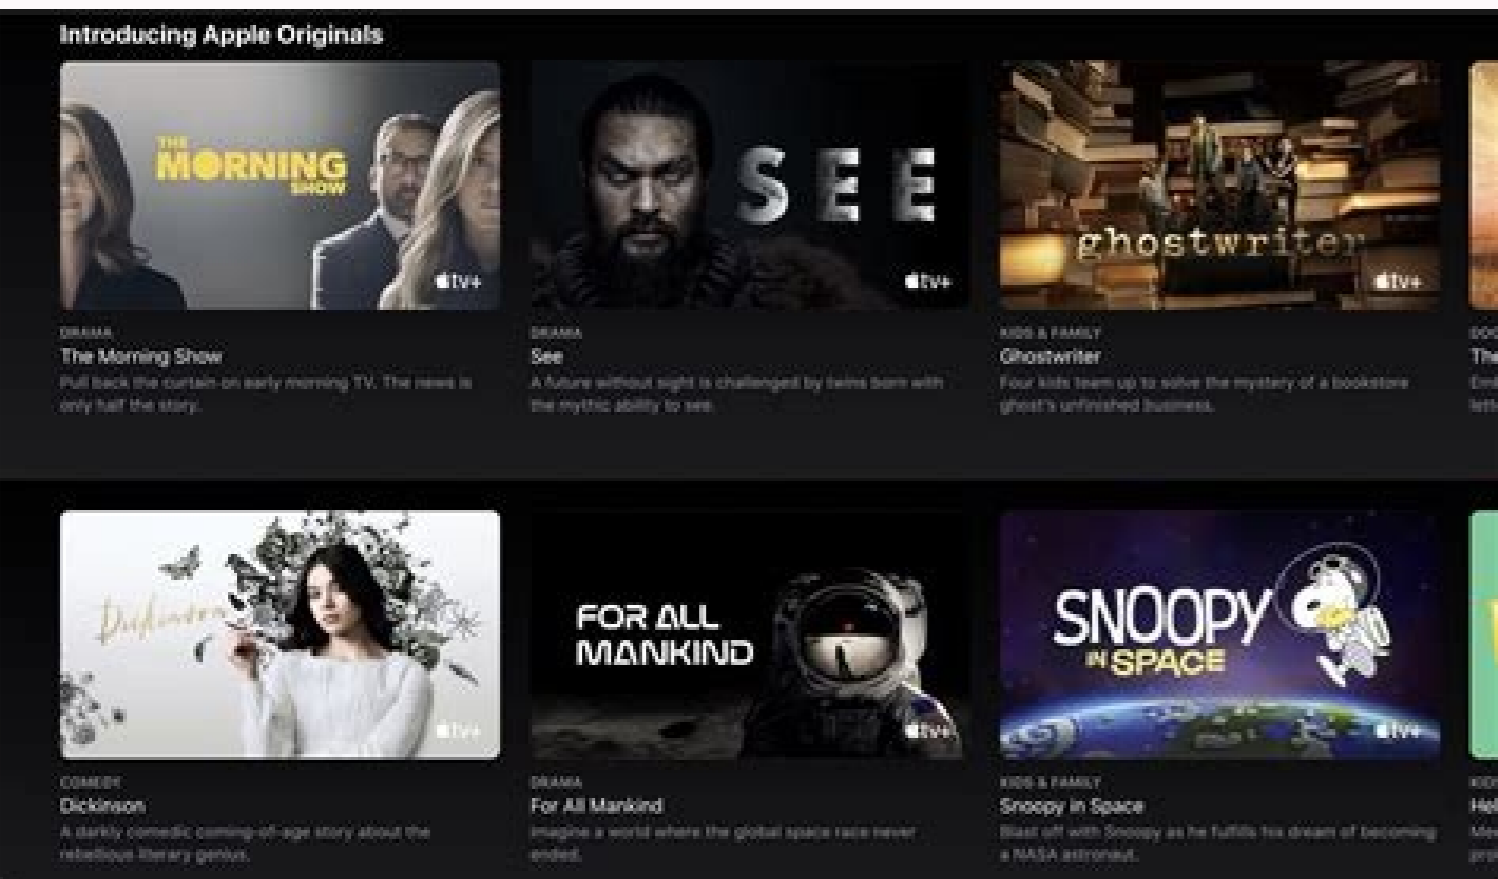 Introducing Apple Originals
THE
MORNING
SHOW
tv+
SEE
tv+
ghostwriter
tv+
DRAMA
The Morning Show
Pull back the curtain on early morning TV. The news is
only half the story.
DRAMA
See
A future without sight is challenged by twins born with
the mythic ability to see.
KIDS & FAMILY
Ghostwriter
Four kids team up to solve the mystery of a bookstore
ghost's unfinished business.
The
Dickinson
tv+
FOR ALL
MANKIND
tv+
SNOOPY
IN SPACE
tv+
COMEDY
Dickinson
A darkly comedic coming-of-age story about the
rebellious literary genius.
DRAMA
For All Mankind
Imagine a world where the global space race never
ended.
KIDS & FAMILY
Snoopy in Space
Blast off with Snoopy as he fulfills his dream of becoming
a NASA astronaut.